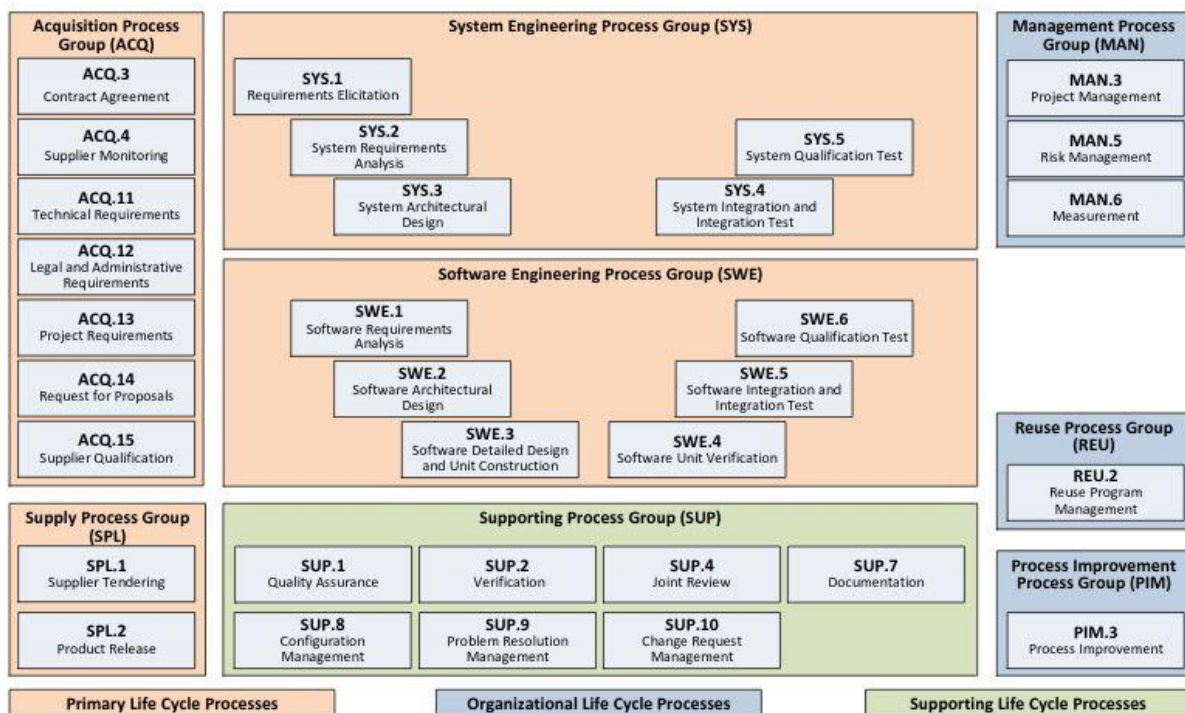 Acquisition Process
Group (ACQ)
ACQ.3
Contract Agreement
ACQ.4
Supplier Monitoring
ACQ.11
Technical Requirements
ACQ.12
Legal and Administrative
Requirements
ACQ.13
Project Requirements
ACQ.14
Request for Proposals
ACQ.15
Supplier Qualification
System Engineering Process Group (SYS)
SYS.1
Requirements Elicitation
SYS.2
System Requirements
Analysis
SYS.3
System Architectural
Design
SYS.5
System Qualification Test
SYS.4
System Integration and
Integration Test
Management Process
Group (MAN)
MAN.3
Project Management
MAN.5
Risk Management
MAN.6
Measurement
Software Engineering Process Group (SWE)
SWE.1
Software Requirements
Analysis
SWE.2
Software Architectural
Design
SWE.3
Software Detailed Design
and Unit Construction
SWE.6
Software Qualification Test
SWE.5
Software Integration and
Integration Test
SWE.4
Software Unit Verification
Reuse Process Group
(REU)
REU.2
Reuse Program
Management
Supply Process Group
(SPL)
SPL.1
Supplier Tendering
SPL.2
Product Release
Supporting Process Group (SUP)
SUP.1
Quality Assurance
SUP.2
Verification
SUP.4
Joint Review
SUP.7
Documentation
SUP.8
Configuration
Management
SUP.9
Problem Resolution
Management
SUP.10
Change Request
Management
Process Improvement
Process Group (PIM)
PIM.3
Process Improvement
Primary Life Cycle Processes
Organizational Life Cycle Processes
Supporting Life Cycle Processes